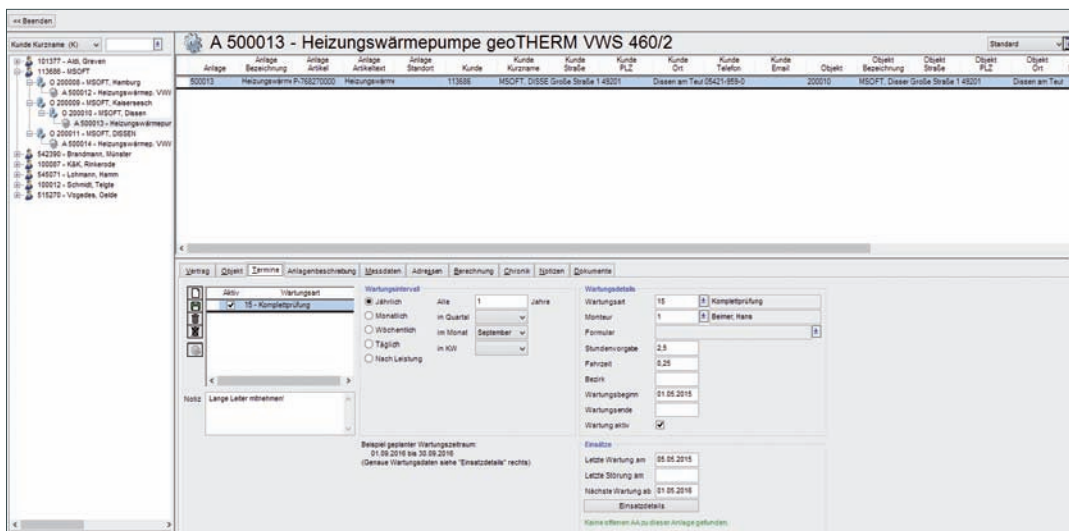 << Beenden
Kunde Kurzname (K)
101377 - Aldi, Greven
113686 - MSOFT
O 200008 - MSOFT, Hamburg
A 500012 - Heizungswärmep. VWW
O 200009 - MSOFT, Kaisersesch
O 200010 - MSOFT, Dissen
A 500013 - Heizungswärmepur
O 200011 - MSOFT, DISSEN
A 500014 - Heizungswärmep. VWW
542390 - Brandmann, Münster
100087 - K&K, Rinkerode
545071 - Lohmann, Hamm
100012 - Schmidt, Telgte
515270 - Vogedes, Oelde
A 500013 - Heizungswärmepumpe geoTHERM VWS 460/2
Standard
Anlage Anlage Bezeichnung Anlage Artikel Anlage Artikeltext Anlage Standort Kunde Kunde Kurzname Kunde Straße Kunde PLZ Kunde Ort Kunde Telefon Kunde Email Objekt Objekt Bezeichnung Objekt Straße Objekt PLZ Objekt Ort
500013 Heizungswärme P-768270000 Heizungswärme 113686 MSOFT, DISSE Große Straße 1 49201 Dissen am Teut 05421-959-0 200010 MSOFT, Dissen Große Straße 1 49201 Dissen am Teut
Vertrag Objekt Termine Anlagenbeschreibung Messdaten Adressen Berechnung Chronik Notizen Dokumente
Aktiv Wartungsart
15 - Komplettprüfung
Notiz Lange Leiter mitnehmen!
Wartungsintervall
Jährlich Alle 1 Jahre
Monatlich in Quartal
Wöchentlich im Monat September
Täglich in KW
Nach Leistung
Beispiel geplanter Wartungszeitraum:
01.09.2016 bis 30.09.2016
(Genaue Wartungsdaten siehe "Einsatzdetails" rechts)
Wartungsdetails
Wartungsart 15 Komplettprüfung
Monteur 1 Beimer, Hans
Formular
Stundenvorgabe 2,5
Fahrzeit 0,25
Bezirk
Wartungsbeginn 01.05.2015
Wartungsende
Wartung aktiv
Einsätze
Letzte Wartung am 05.05.2015
Letzte Störung am
Nächste Wartung ab 01.05.2016
Einsatzdetails
Keine offenen AA zu dieser Anlage gefunden.